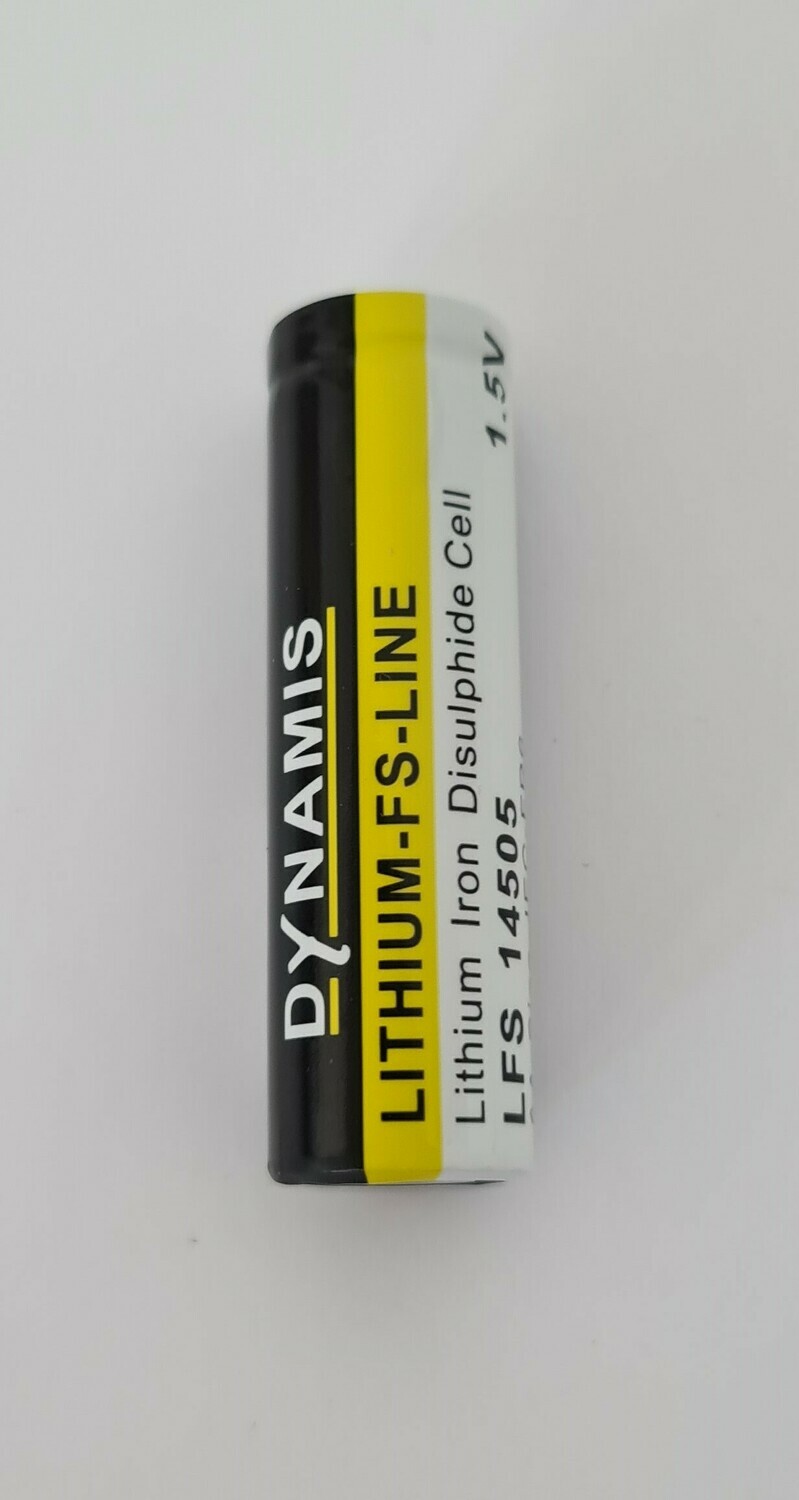 DYNAMIS
LITHIUM-FS-LINE
Lithium Iron Disulphide Cell
LFS 14505
1.5V